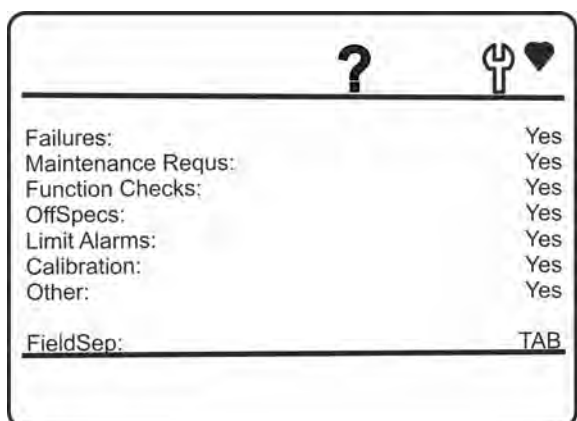 ?
Failures: Yes
Maintenance Requs: Yes
Function Checks: Yes
OffSpecs: Yes
Limit Alarms: Yes
Calibration: Yes
Other: Yes
FieldSep: TAB